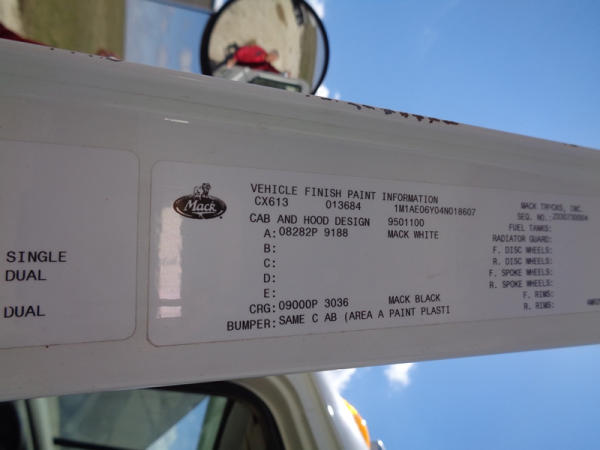 SINGLE
DUAL
DUAL
Mack
VEHICLE FINISH PAINT INFORMATION
CX613 013684 1M1AE06Y04N018607
CAB AND HOOD DESIGN 9501100
A: 08282P 9188 MACK WHITE
B:
C:
D:
E:
CRG: 09000P 3036 MACK BLACK
BUMPER: SAME C AB (AREA A PAINT PLASTI
MACK TRUCKS, INC.
SEQ. NO.:
FUEL TANKS:
RADIATOR GUARD:
F. DISC WHEELS:
R. DISC WHEELS:
F. SPOKE WHEELS:
R. SPOKE WHEELS:
F. RIMS:
R. RIMS: